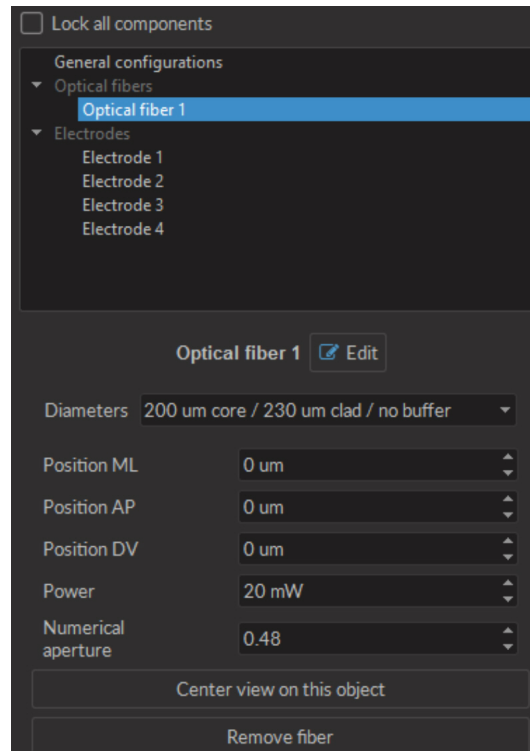 Lock all components
General configurations
Optical fibers
Optical fiber 1
Electrodes
Electrode 1
Electrode 2
Electrode 3
Electrode 4
Optical fiber 1 Edit
Diameters 200 um core / 230 um clad / no buffer
Position ML 0 um
Position AP 0 um
Position DV 0 um
Power 20 mW
Numerical
aperture 0.48
Center view on this object
Remove fiber